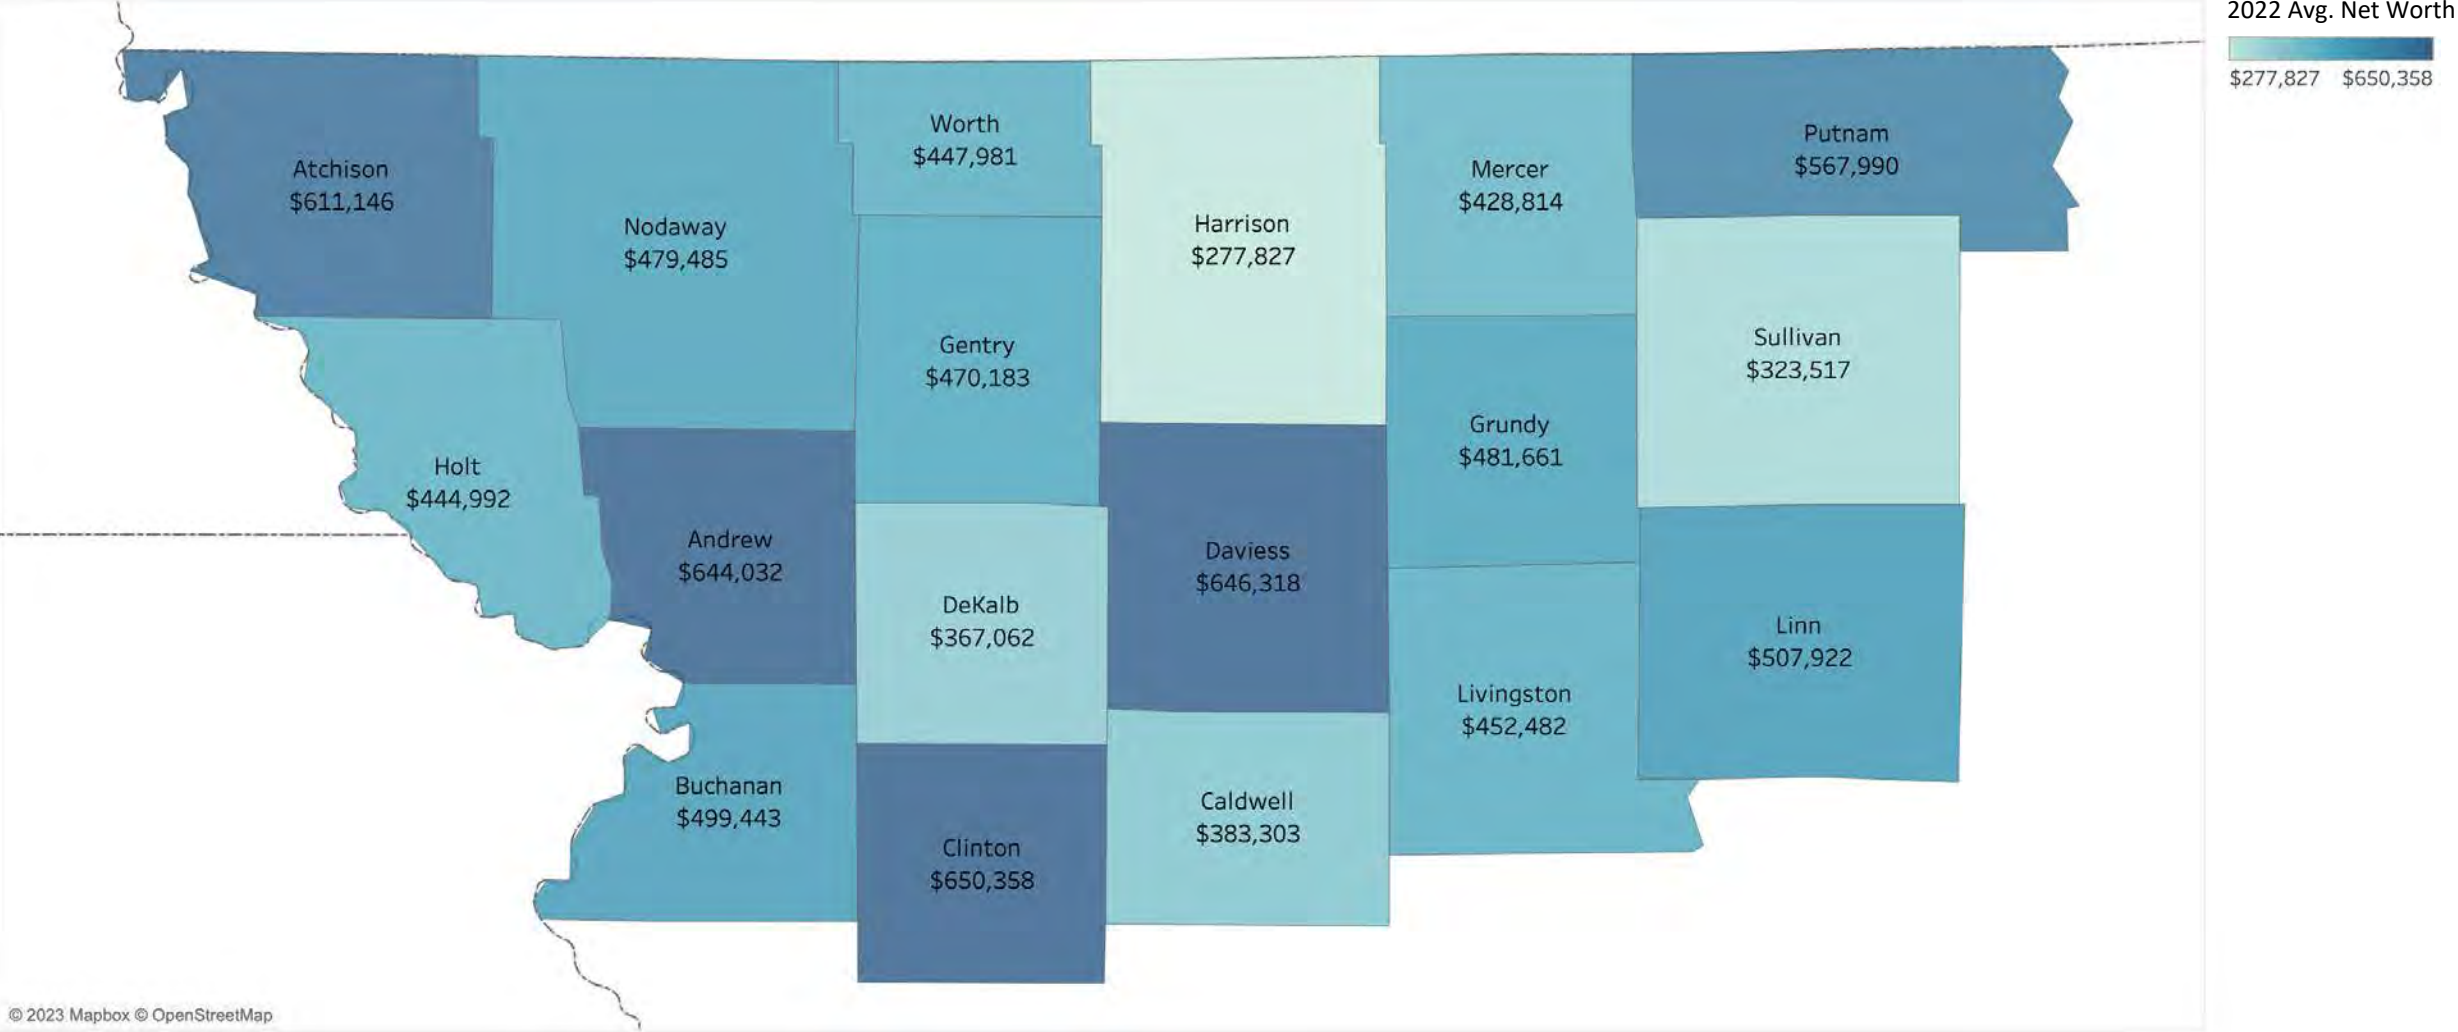 2022 Avg. Net Worth
$277,827 $650,358
Atchison
$611,146
Nodaway
$479,485
Worth
$447,981
Harrison
$277,827
Mercer
$428,814
Putnam
$567,990
Holt
$444,992
Gentry
$470,183
Grundy
$481,661
Sullivan
$323,517
Andrew
$644,032
DeKalb
$367,062
Daviess
$646,318
Livingston
$452,482
Linn
$507,922
Buchanan
$499,443
Clinton
$650,358
Caldwell
$383,303
© 2023 Mapbox © OpenStreetMap